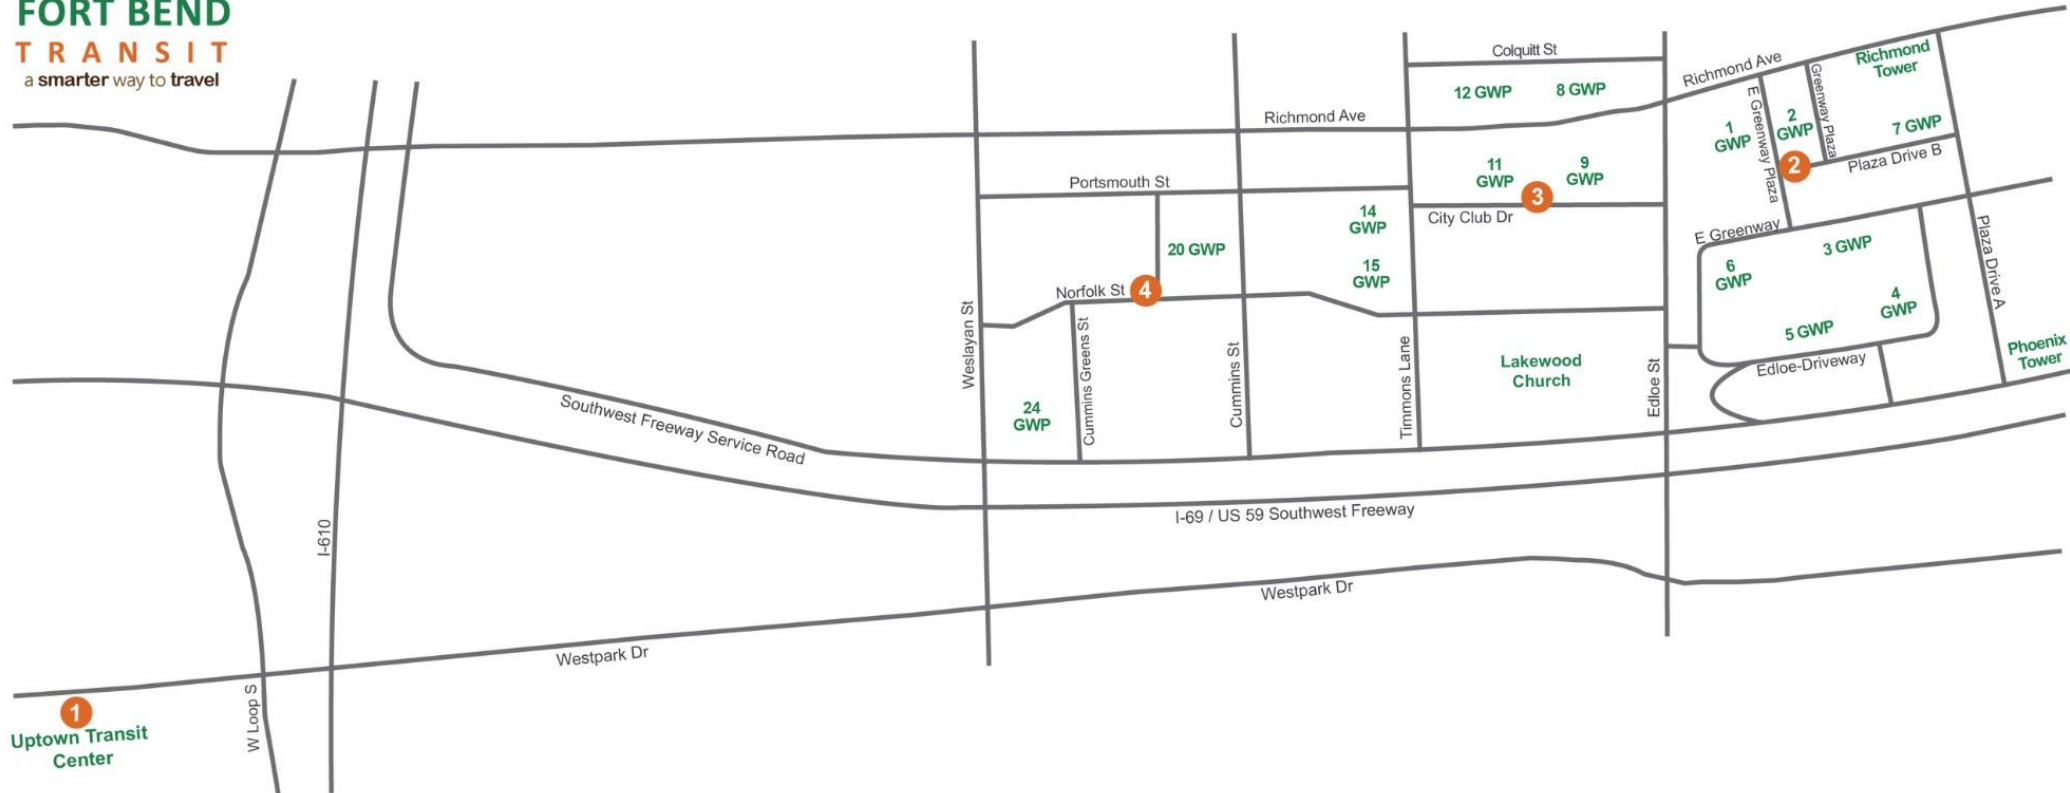 FORT BEND
TRANSIT
a smarter way to travel
Colquitt St
12 GWP
8 GWP
Richmond Ave
Richmond Ave
Richmond
Tower
E Greenway Plaza
Greenway Plaza
1
GWP
2
GWP
7 GWP
2
Plaza Drive B
Portsmouth St
11
GWP
9
GWP
3
City Club Dr
14
GWP
20 GWP
E Greenway
3 GWP
Plaza Drive A
15
GWP
6
GWP
4
GWP
5 GWP
Norfolk St
4
Weslayan St
Cummins Greens St
Cummins St
Timmons Lane
Edloe St
Lakewood
Church
Edloe-Driveway
Phoenix
Tower
24
GWP
Southwest Freeway Service Road
I-69 / US 59 Southwest Freeway
I-610
Westpark Dr
Westpark Dr
W Loop S
1
Uptown Transit
Center